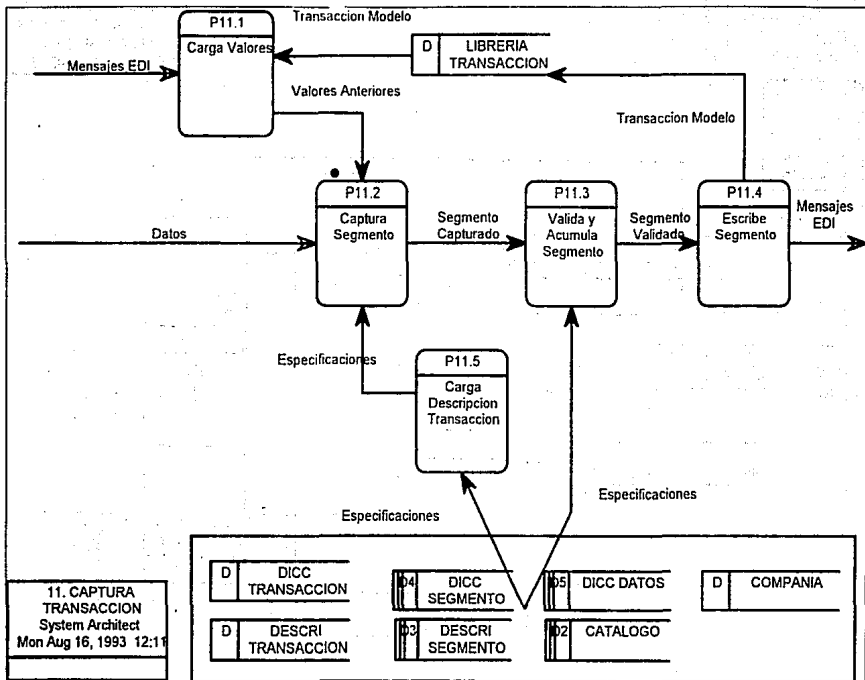 P11.1
Carga Valores
Transaccion Modelo
D
LIBRERIA
TRANSACCION
Mensajes EDI
Valores Anteriores
Transaccion Modelo
P11.2
Captura
Segmento
P11.3
Valida y
Acumula
Segmento
P11.4
Escribe
Segmento
Datos
Segmento
Capturado
Segmento
Validado
Mensajes
EDI
Especificaciones
P11.5
Carga
Descripcion
Transaccion
Especificaciones
Especificaciones
D
DICC
TRANSACCION
D4
DICC
SEGMENTO
D5
DICC DATOS
D
COMPANIA
D
DESCRI
TRANSACCION
D3
DESCRI
SEGMENTO
D2
CATALOGO
11. CAPTURA
TRANSACCION
System Architect
Mon Aug 16, 1993 12:11